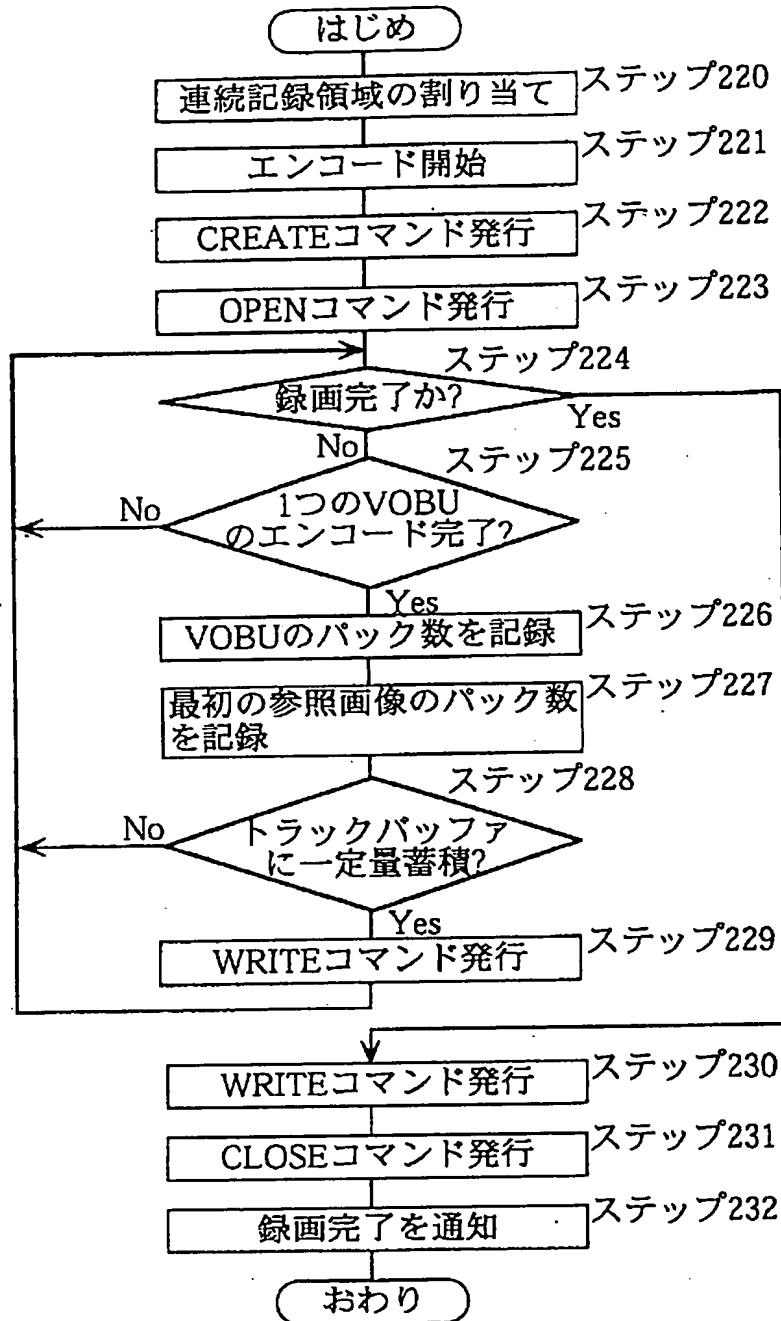 はじめ
連続記録領域の割り当て
ステップ220
エンコード開始
ステップ221
CREATEコマンド発行
ステップ222
OPENコマンド発行
ステップ223
ステップ224
録画完了か?
Yes
No
ステップ225
1つのVOBU
のエンコード完了?
No
Yes
ステップ226
VOBUのパック数を記録
ステップ227
最初の参照画像のパック数
を記録
ステップ228
トラックバッファ
に一定量蓄積?
No
Yes
ステップ229
WRITEコマンド発行
WRITEコマンド発行
ステップ230
CLOSEコマンド発行
ステップ231
録画完了を通知
ステップ232
おわり